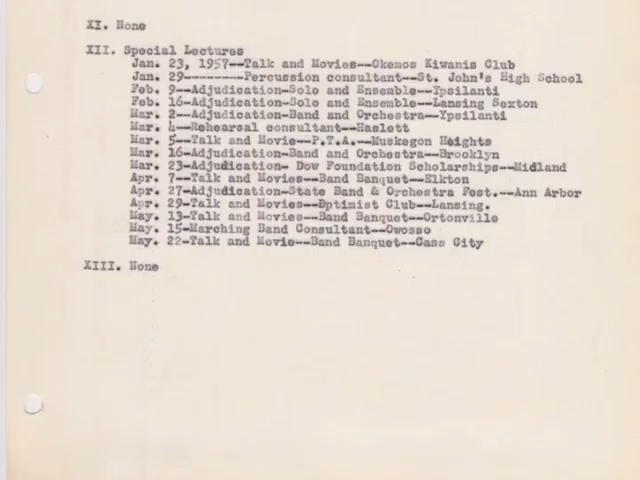 XI. None
XII. Special Lectures
Jan. 23, 1957--Talk and Movies--Okemos Kiwanis Club
Jan. 29----------Percussion consultant--St. John's High School
Feb. 9--Adjudication-Solo and Ensemble--Ypsilanti
Feb. 16-Adjudication-Solo and Ensemble--Lansing Sexton
Mar. 2--Adjudication-Band and Orchestra--Ypsilanti
Mar. 4--Rehearsal consultant--Haslett
Mar. 5--Talk and Movie--P.T.A.--Muskegon Heights
Mar. 16-Adjudication-Band and Orchestra--Brooklyn
Mar. 23-Adjudication- Dow Foundation Scholarships--Midland
Apr. 7--Talk and Movies--Band Banquet--Elkton
Apr. 27-Adjudication-State Band & Orchestra Fest.--Ann Arbor
Apr. 29-Talk and Movies--Optimist Club--Lansing.
May. 13-Talk and Movies--Band Banquet--Ortonville
May. 15-Marching Band Consultant--Owosso
May. 22-Talk and Movie--Band Banquet--Cass City
XIII. None